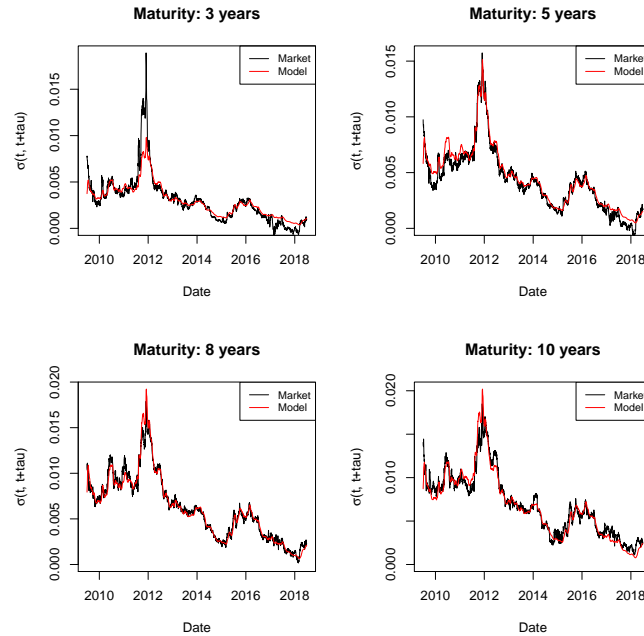 Maturity: 3 years
σ(t, t+tau)
0.000 0.005 0.010 0.015
Market
Model
2010 2012 2014 2016 2018
Date
Maturity: 5 years
σ(t, t+tau)
0.000 0.005 0.010 0.015
Market
Model
2010 2012 2014 2016 2018
Date
Maturity: 8 years
σ(t, t+tau)
0.000 0.005 0.010 0.015 0.020
Market
Model
2010 2012 2014 2016 2018
Date
Maturity: 10 years
σ(t, t+tau)
0.000 0.010 0.020
Market
Model
2010 2012 2014 2016 2018
Date